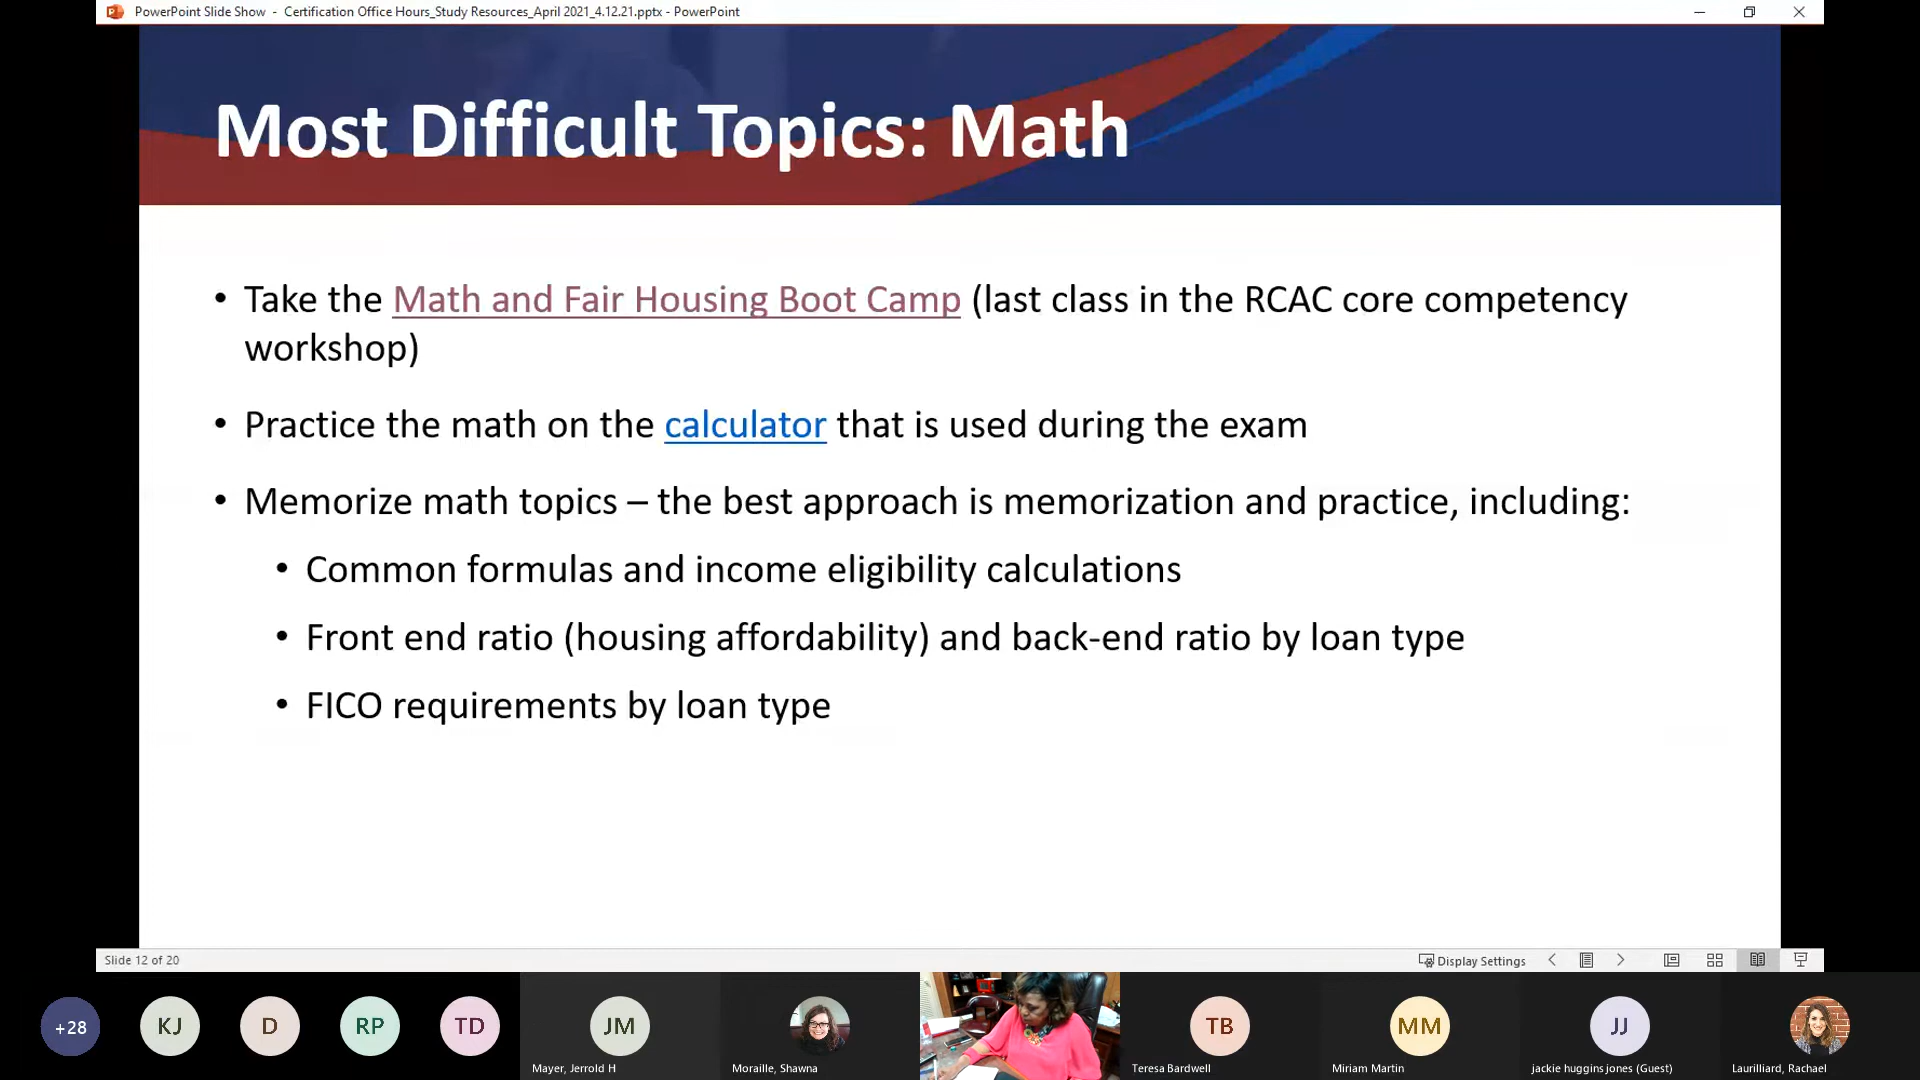 PowerPoint Slide Show - Certification Office Hours_Study Resources_April 2021_4.12.21.pptx - PowerPoint
Most Difficult Topics: Math
• Take the Math and Fair Housing Boot Camp (last class in the RCAC core competency
workshop)
• Practice the math on the calculator that is used during the exam
• Memorize math topics – the best approach is memorization and practice, including:
• Common formulas and income eligibility calculations
• Front end ratio (housing affordability) and back-end ratio by loan type
• FICO requirements by loan type
Slide 12 of 20
Display Settings
+28
KJ
D
RP
TD
JM
TB
MM
JJ
Mayer, Jerrold H
Moraille, Shawna
Teresa Bardwell
Miriam Martin
jackie huggins jones (Guest)
Laurilliard, Rachael